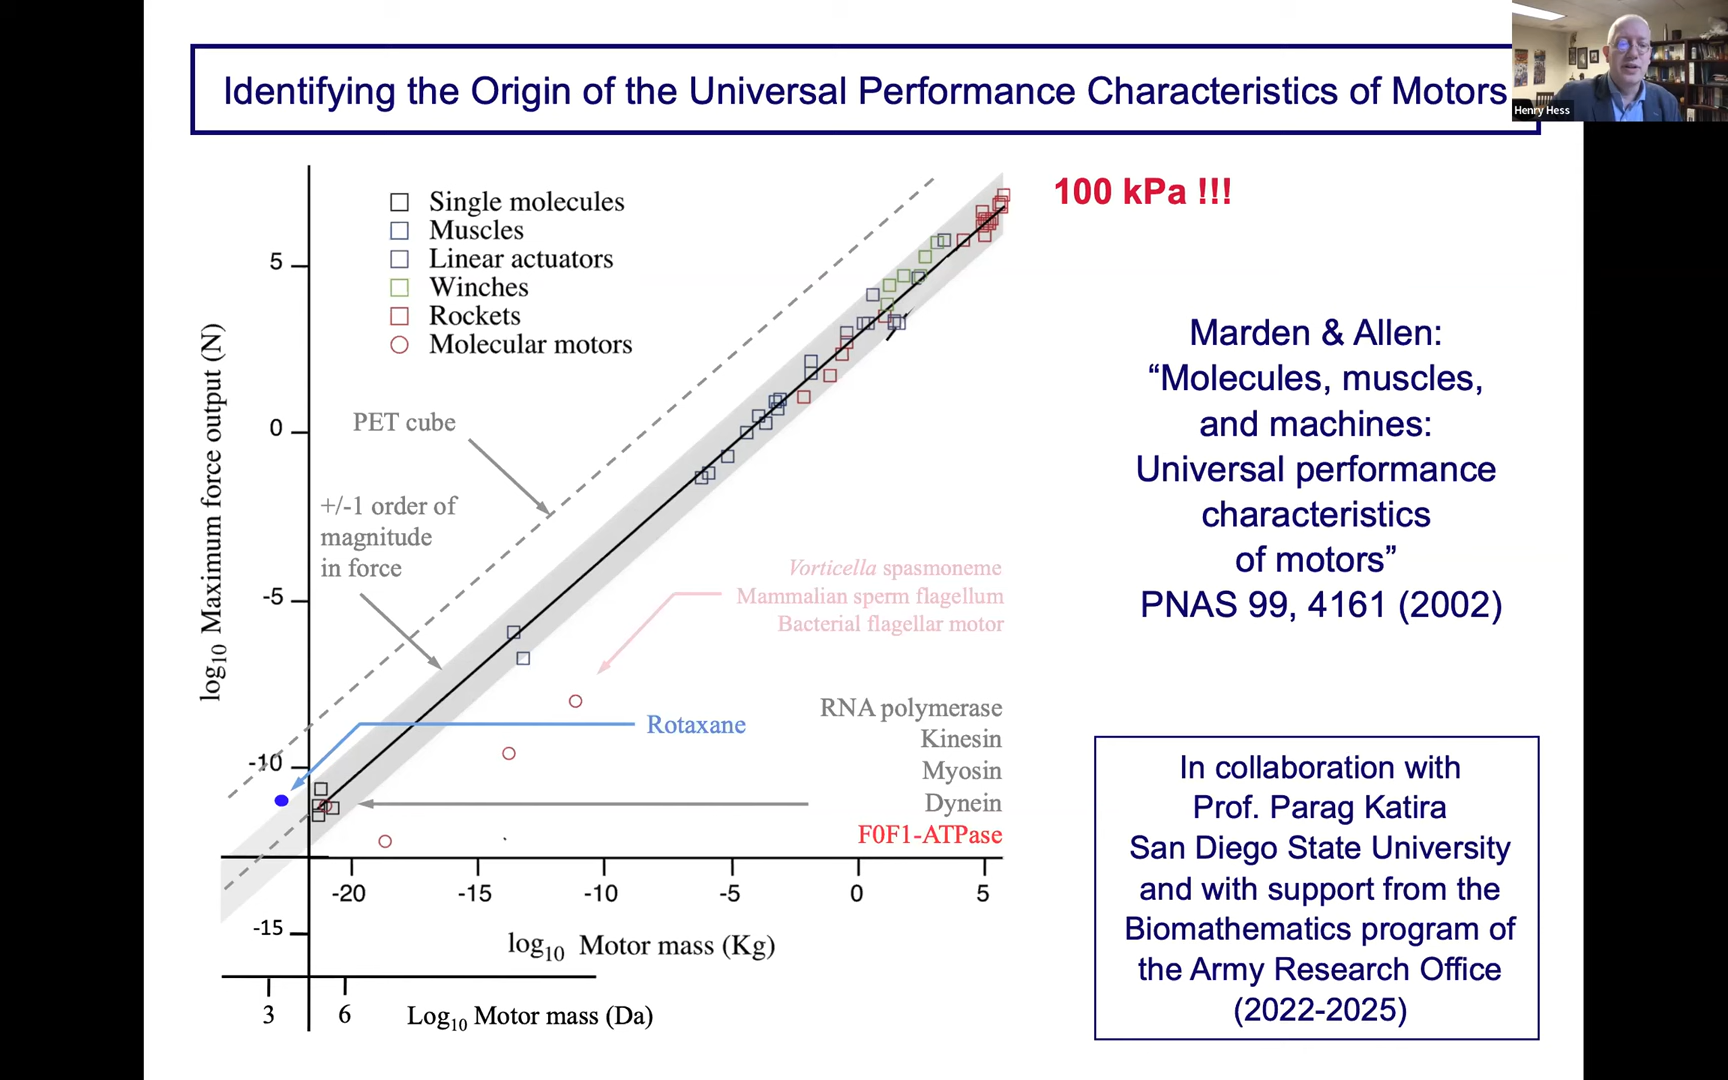 Identifying the Origin of the Universal Performance Characteristics of Motors
Henry Hess
100 kPa !!!
Single molecules
Muscles
Linear actuators
Winches
Rockets
Molecular motors
log10 Maximum force output (N)
5
0
-5
-10
-15
PET cube
+/-1 order of
magnitude
in force
Vorticella spasmoneme
Mammalian sperm flagellum
Bacterial flagellar motor
Rotaxane
RNA polymerase
Kinesin
Myosin
Dynein
F0F1-ATPase
-20 -15 -10 -5 0 5
log10 Motor mass (Kg)
3 6 Log10 Motor mass (Da)
Marden & Allen:
“Molecules, muscles,
and machines:
Universal performance
characteristics
of motors”
PNAS 99, 4161 (2002)
In collaboration with
Prof. Parag Katira
San Diego State University
and with support from the
Biomathematics program of
the Army Research Office
(2022-2025)